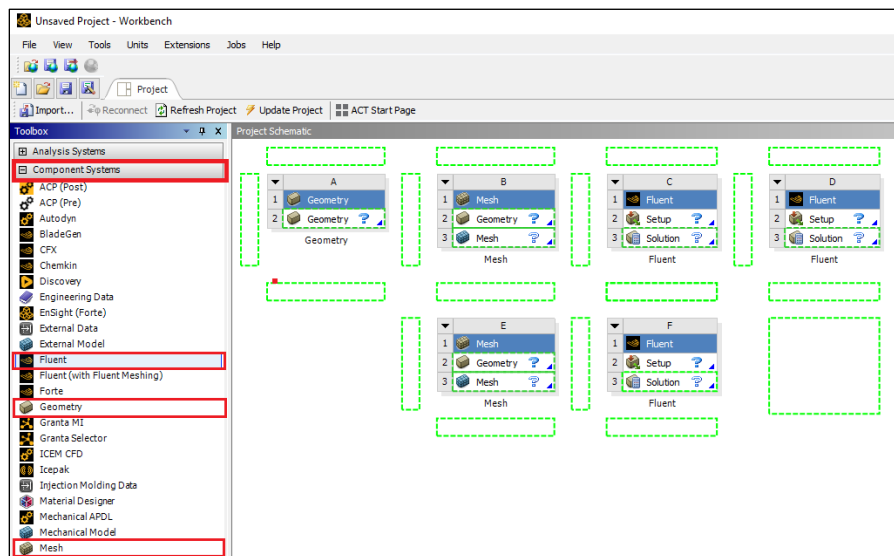 Unsaved Project - Workbench
File View Tools Units Extensions Jobs Help
Project
Import... Reconnect Refresh Project Update Project ACT Start Page
Toolbox
Project Schematic
Analysis Systems
Component Systems
ACP (Post)
ACP (Pre)
Autodyn
BladeGen
CFX
Chemkin
Discovery
Engineering Data
EnSight (Forte)
External Data
External Model
Fluent
Fluent (with Fluent Meshing)
Forte
Geometry
Granta MI
Granta Selector
ICEM CFD
Icepak
Injection Molding Data
Material Designer
Mechanical APDL
Mechanical Model
Mesh
A
1 Geometry
2 Geometry ?
Geometry
B
1 Mesh
2 Geometry ?
3 Mesh ?
Mesh
C
1 Fluent
2 Setup ?
3 Solution ?
Fluent
D
1 Fluent
2 Setup ?
3 Solution ?
Fluent
E
1 Mesh
2 Geometry ?
3 Mesh ?
Mesh
F
1 Fluent
2 Setup ?
3 Solution ?
Fluent